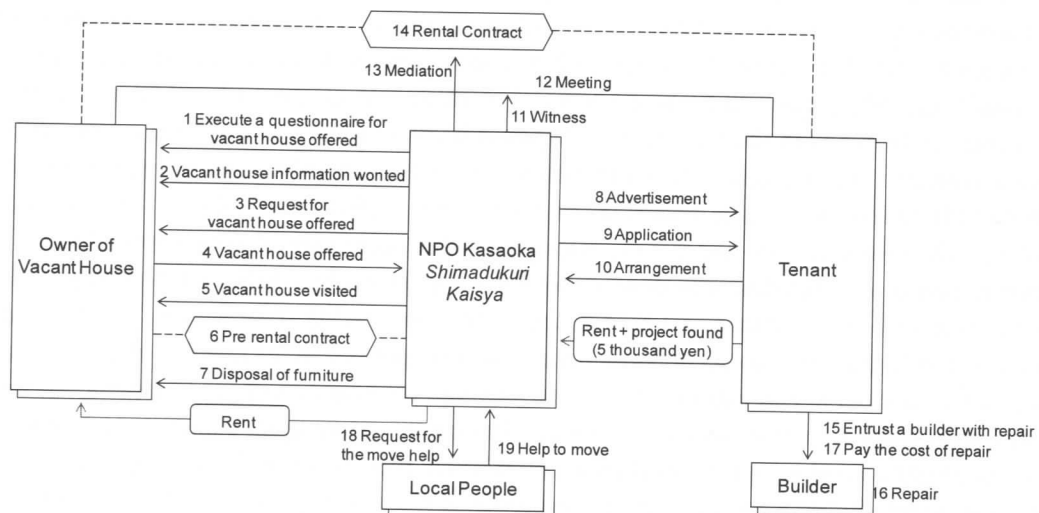 14 Rental Contract
13 Mediation
12 Meeting
11 Witness
1 Execute a questionnaire for
vacant house offered
2 Vacant house information wonted
3 Request for
vacant house offered
4 Vacant house offered
5 Vacant house visited
6 Pre rental contract
7 Disposal of furniture
Rent
Owner of
Vacant House
NPO Kasaoka
Shimadukuri
Kaisya
8 Advertisement
9 Application
10 Arrangement
Rent + project found
(5 thousand yen)
Tenant
18 Request for
the move help
19 Help to move
Local People
15 Entrust a builder with repair
17 Pay the cost of repair
Builder
16 Repair